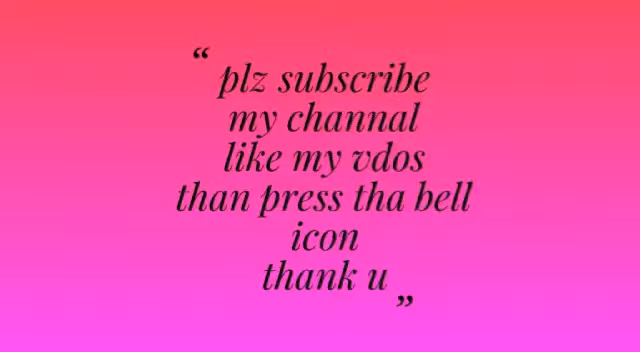 “
plz subscribe
my channal
like my vdos
than press tha bell
icon
thank u
”